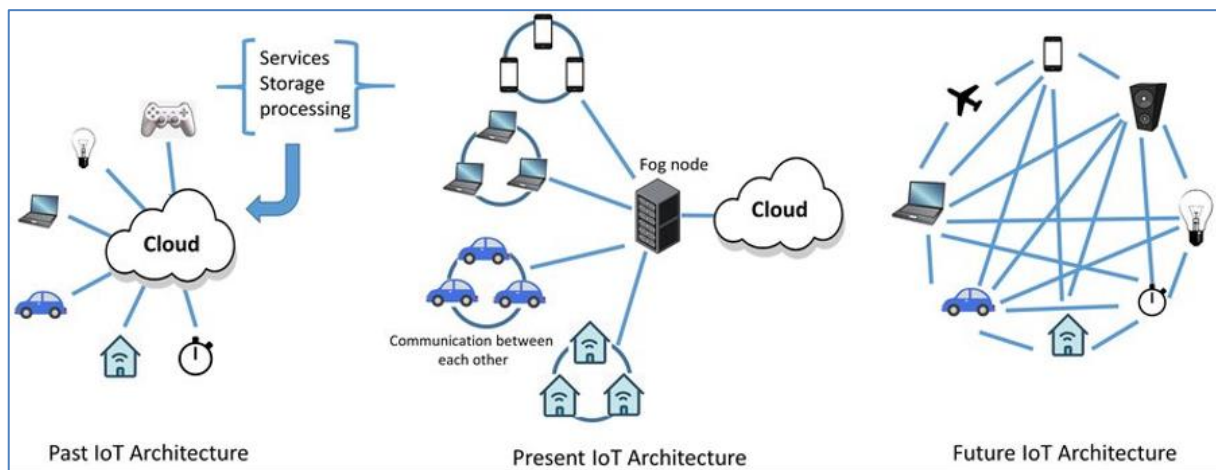 Services
Storage
processing
Cloud
Past IoT Architecture
Fog node
Cloud
Communication between
each other
Present IoT Architecture
Future IoT Architecture